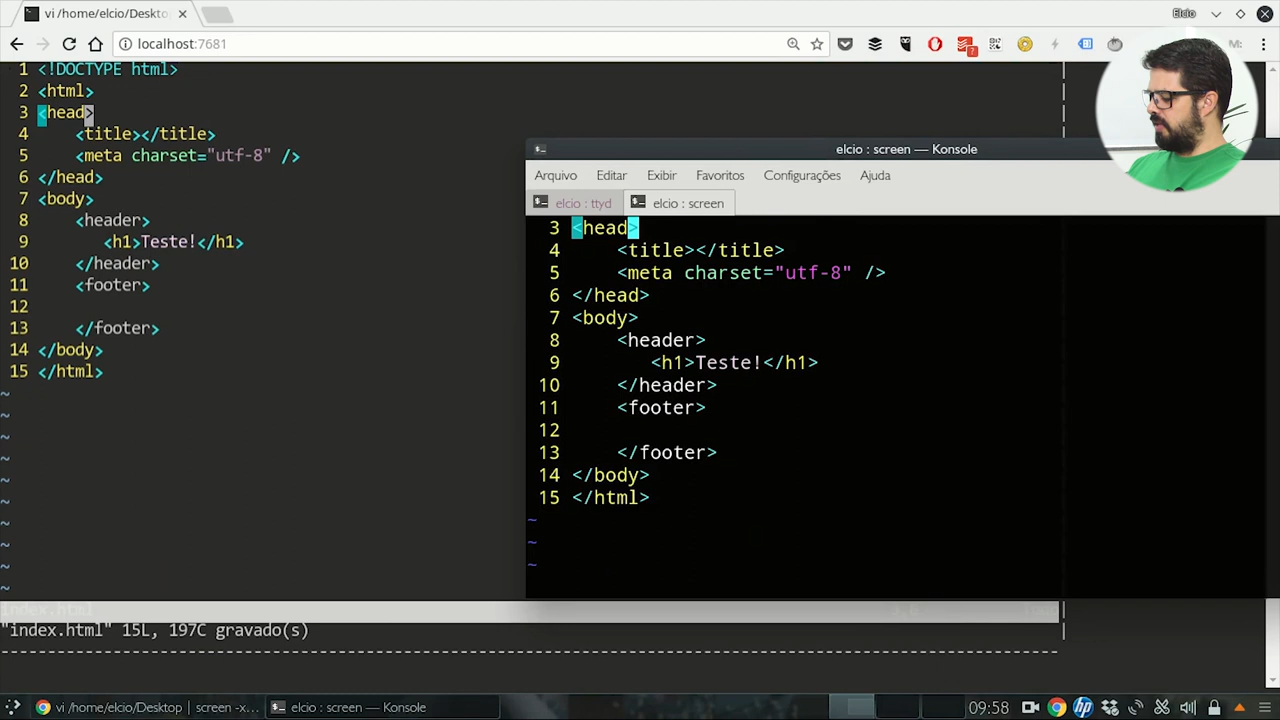 vi /home/elcio/Deskto
Elcio
localhost:7681
?
M:
1 <!DOCTYPE html>
2 <html>
3 <head>
4     <title></title>
5     <meta charset="utf-8" />
6 </head>
7 <body>
8     <header>
9        <h1>Teste!</h1>
10     </header>
11     <footer>
12
13     </footer>
14 </body>
15 </html>
~
~
~
~
~
~
~
~
~
~
index.html
"index.html" 15L, 197C gravado(s)
elcio : screen — Konsole
Arquivo Editar Exibir Favoritos Configurações Ajuda
elcio : ttyd elcio : screen
3 <head>
4     <title></title>
5     <meta charset="utf-8" />
6 </head>
7 <body>
8     <header>
9        <h1>Teste!</h1>
10     </header>
11     <footer>
12
13     </footer>
14 </body>
15 </html>
~
~
~
vi /home/elcio/Desktop | screen -x… elcio : screen — Konsole 09:58